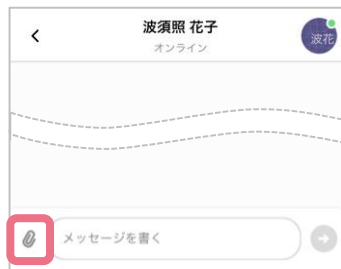 波須照 花子
オンライン
波花
メッセージを書く